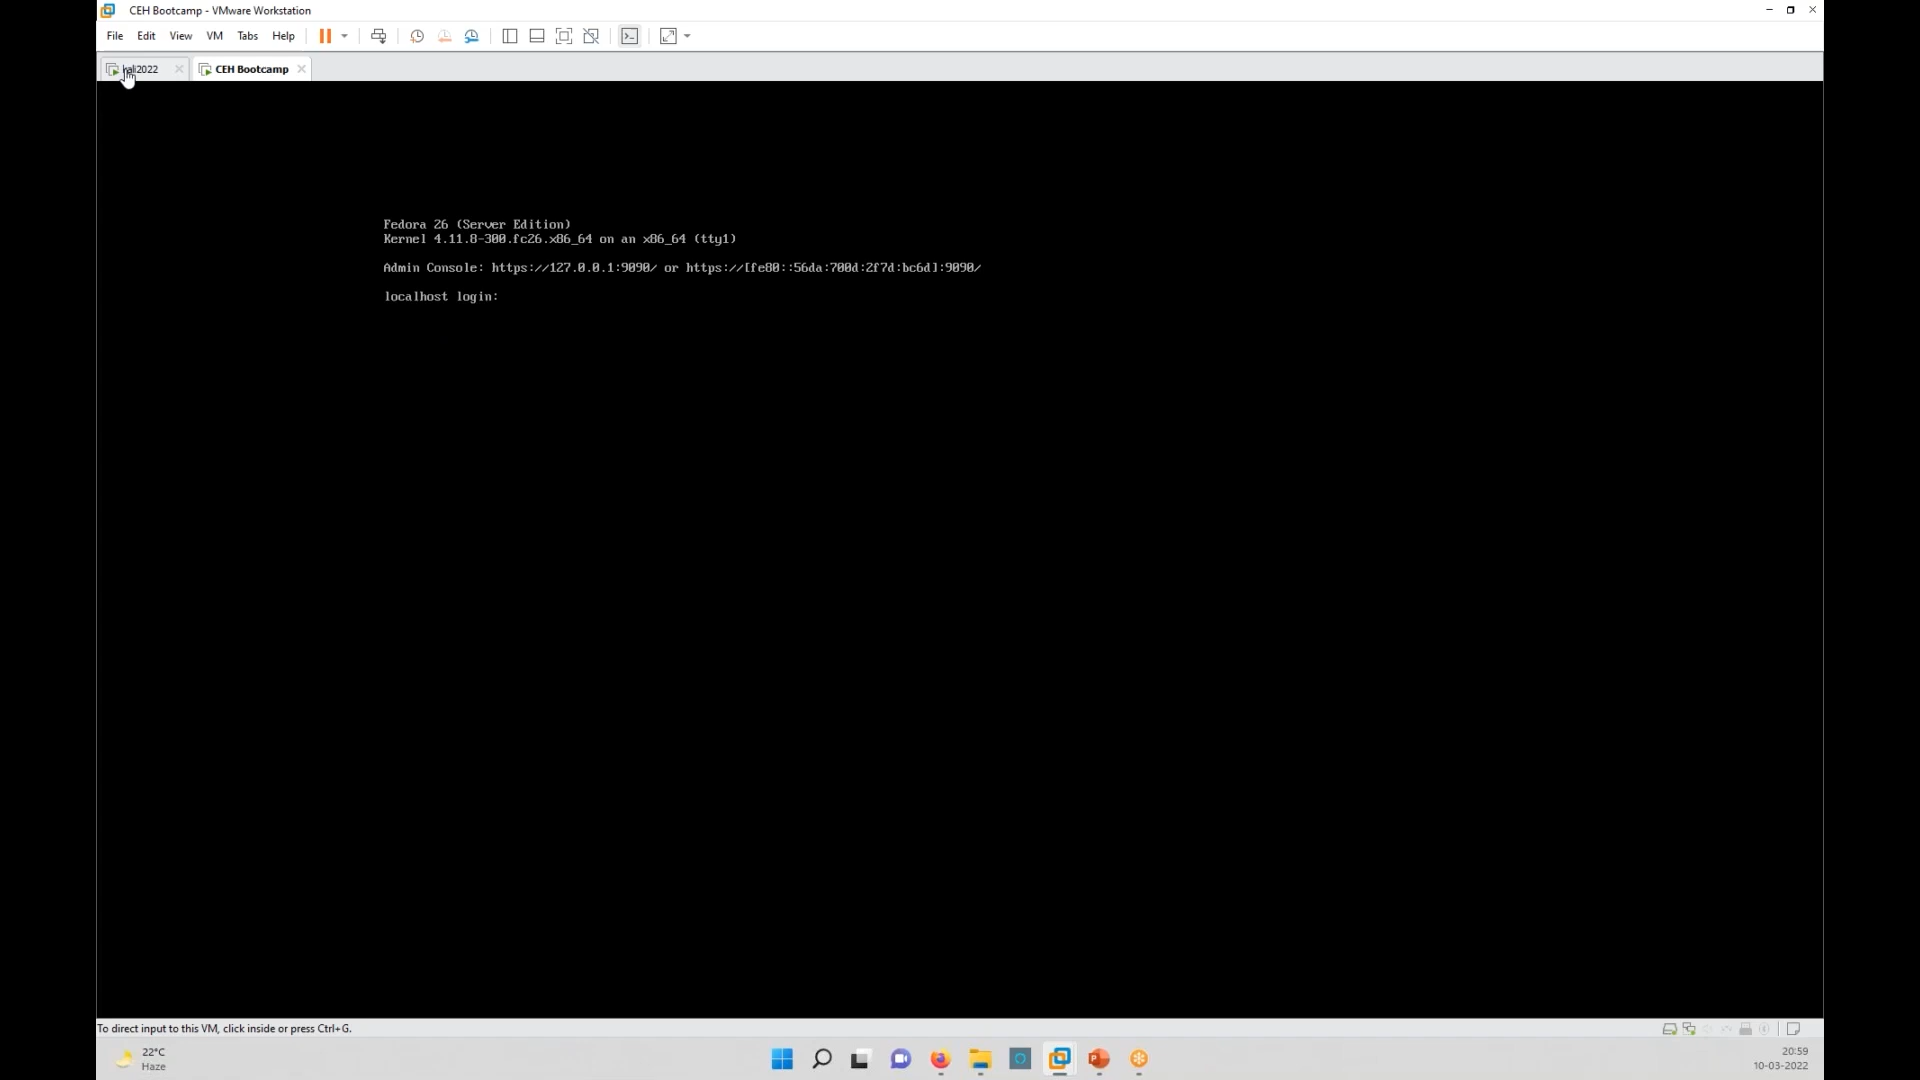 CEH Bootcamp - VMware Workstation
File Edit View VM Tabs Help
kali2022 CEH Bootcamp
Fedora 26 (Server Edition)
Kernel 4.11.8-300.fc26.x86_64 on an x86_64 (tty1)
Admin Console: https://127.0.0.1:9090/ or https://[fe80::56da:700d:2f7d:bc6d]:9090/
localhost login:
To direct input to this VM, click inside or press Ctrl+G.
22°C
Haze
20:59
10-03-2022